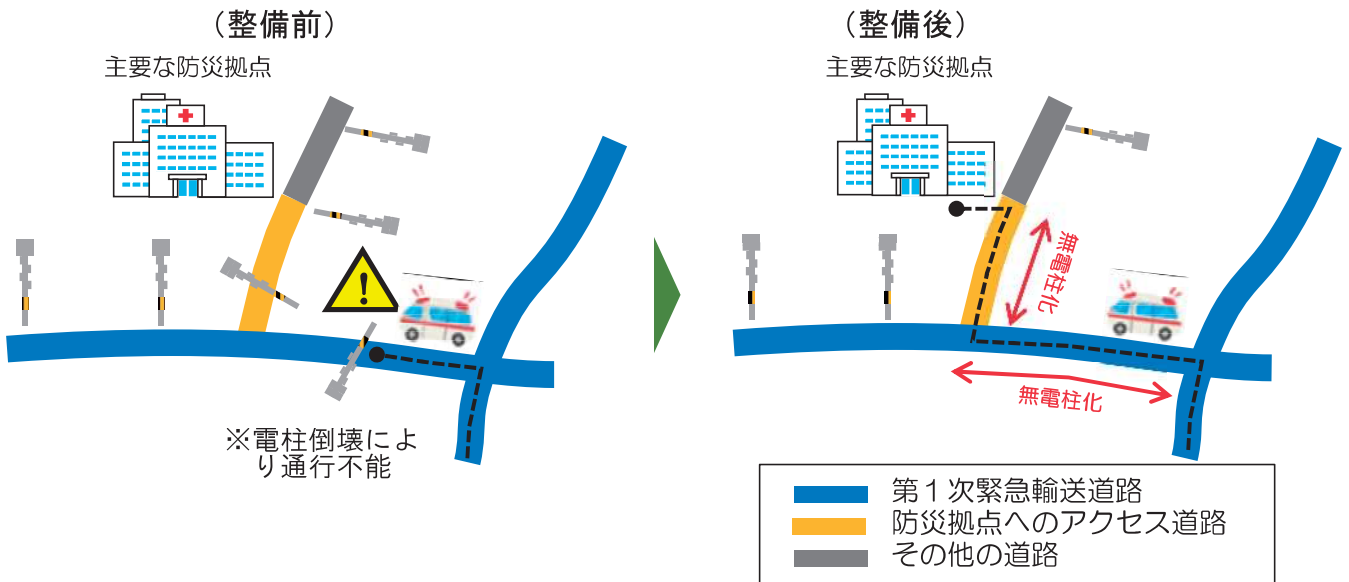 (整備前)
主要な防災拠点
※電柱倒壊によ
り通行不能
(整備後)
主要な防災拠点
無電柱化
無電柱化
第1次緊急輸送道路
防災拠点へのアクセス道路
その他の道路